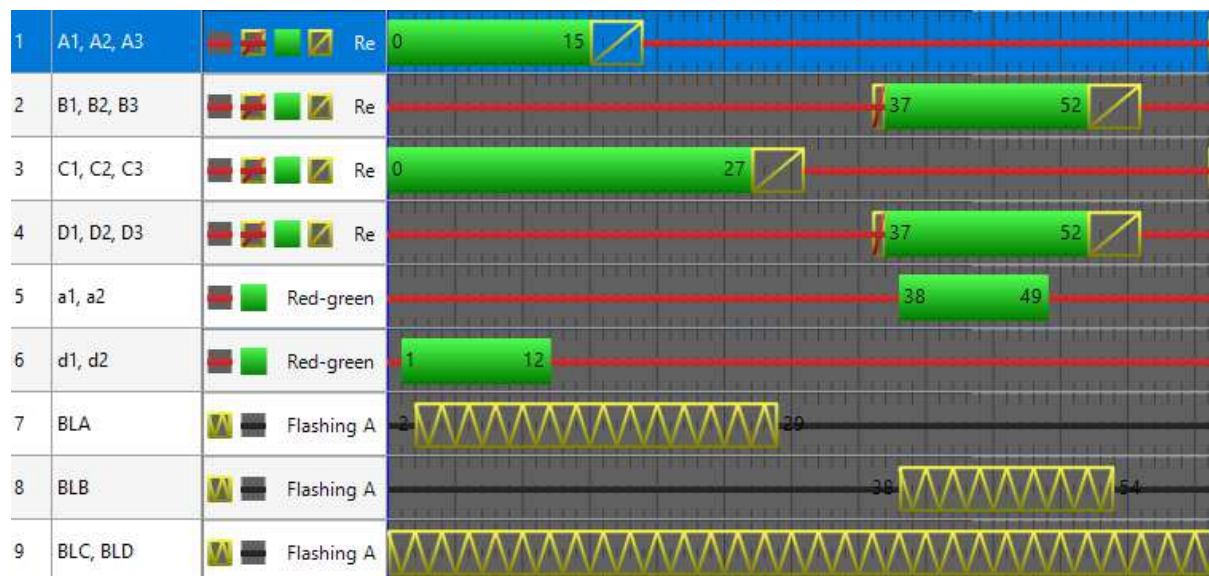 1 A1, A2, A3 Re 0 15
2 B1, B2, B3 Re 37 52
3 C1, C2, C3 Re 0 27
4 D1, D2, D3 Re 37 52
5 a1, a2 Red-green 38 49
6 d1, d2 Red-green 1 12
7 BLA Flashing A 2 29
8 BLB Flashing A 38 54
9 BLC, BLD Flashing A